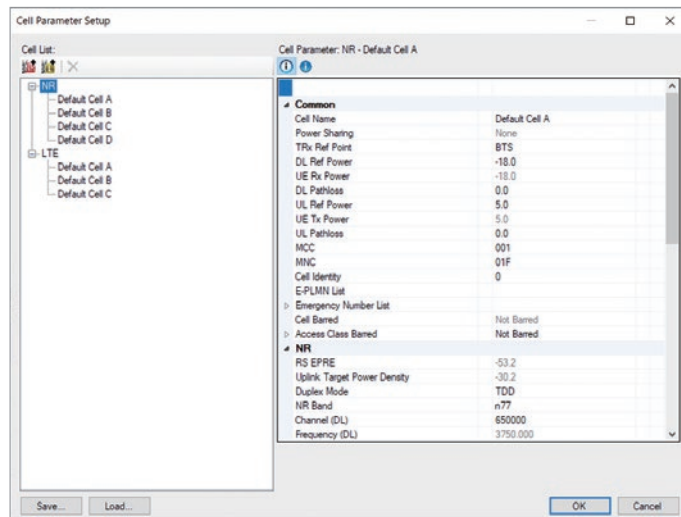 Cell Parameter Setup
Cell List:
NR
Default Cell A
Default Cell B
Default Cell C
Default Cell D
LTE
Default Cell A
Default Cell B
Default Cell C
Save...
Load...
Cell Parameter: NR - Default Cell A
Common
Cell Name Default Cell A
Power Sharing None
TRx Ref Point BTS
DL Ref Power -18.0
UE Rx Power -18.0
DL Pathloss 0.0
UL Ref Power 5.0
UE Tx Power 5.0
UL Pathloss 0.0
MCC 001
MNC 01F
Cell Identity 0
E-PLMN List
Emergency Number List
Cell Barred Not Barred
Access Class Barred Not Barred
NR
RS EPRE -53.2
Uplink Target Power Density -30.2
Duplex Mode TDD
NR Band n77
Channel (DL) 650000
Frequency (DL) 3750.000
OK
Cancel